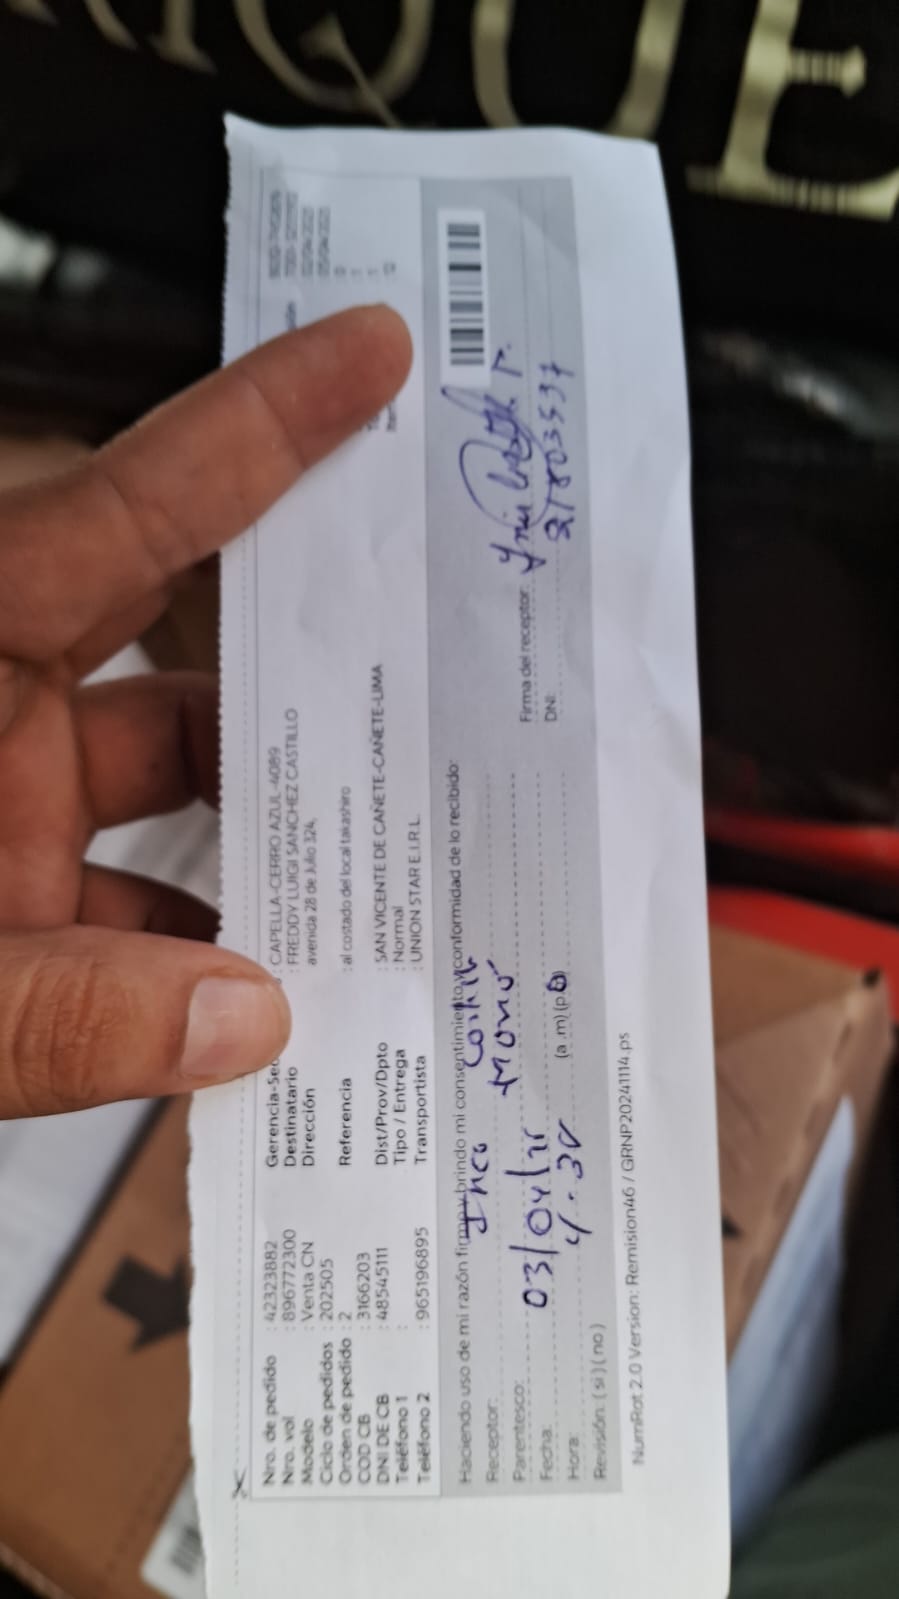 IQUE
Nro. de pedido : 42323882
Nro. vol : 896772300
Modelo : Venta CN
Ciclo de pedidos : 202505
Orden de pedido : 2
COD CB : 3166203
DNI DE CB : 48545111
Teléfono 1 :
Teléfono 2 : 965196895
Gerencia-Sec : CAPELLA-CERRO AZUL-4089
Destinatario : FREDDY LUIGI SANCHEZ CASTILLO
Dirección avenida 28 de Julio 324,
Referencia : al costado del local takashiro
Dist/Prov/Dpto : SAN VICENTE DE CAÑETE-CAÑETE-LIMA
Tipo / Entrega : Normal
Transportista : UNION STAR E.I.R.L.
Haciendo uso de mi razón firmo y brindo mi consentimiento y conformidad de lo recibido:
Receptor:
Parentesco:
Fecha: 03/04/25
Hora: 4:30 (a .m) (p.
Revisión: ( si ) ( no )
Firma del receptor:
DNI: 21803537
NumRot 2.0 Version: Remision46 / GRNP20241114.ps